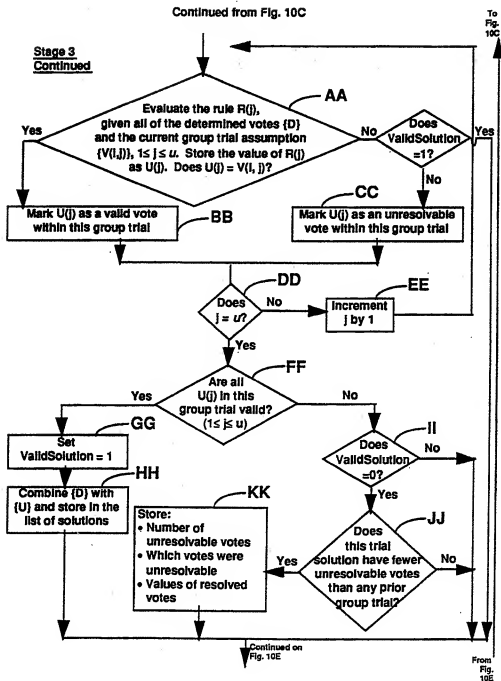 Continued from Fig. 10C
To
Fig.
10C
Stage 3
Continued
AA
Evaluate the rule R(j),
given all of the determined votes {D}
and the current group trial assumption
{V(i,j)}, 1≤ j ≤ u. Store the value of R(j)
as U(j). Does U(j) = V(i, j)?
Yes
No
Does
ValidSolution
=1?
Yes
No
BB
Mark U(j) as a valid vote
within this group trial
CC
Mark U(j) as an unresolvable
vote within this group trial
DD
Does
j = u?
No
EE
Increment
j by 1
Yes
FF
Are all
U(j) in this
group trial valid?
(1≤ j≤ u)
Yes
No
GG
Set
ValidSolution = 1
HH
Combine {D} with
{U} and store in the
list of solutions
II
Does
ValidSolution
=0?
No
Yes
KK
Store:
• Number of
unresolvable votes
• Which votes were
unresolvable
• Values of resolved
votes
JJ
Does
this trial
solution have fewer
unresolvable votes
than any prior
group trial?
Yes
No
Continued on
Fig. 10E
From
Fig.
10E